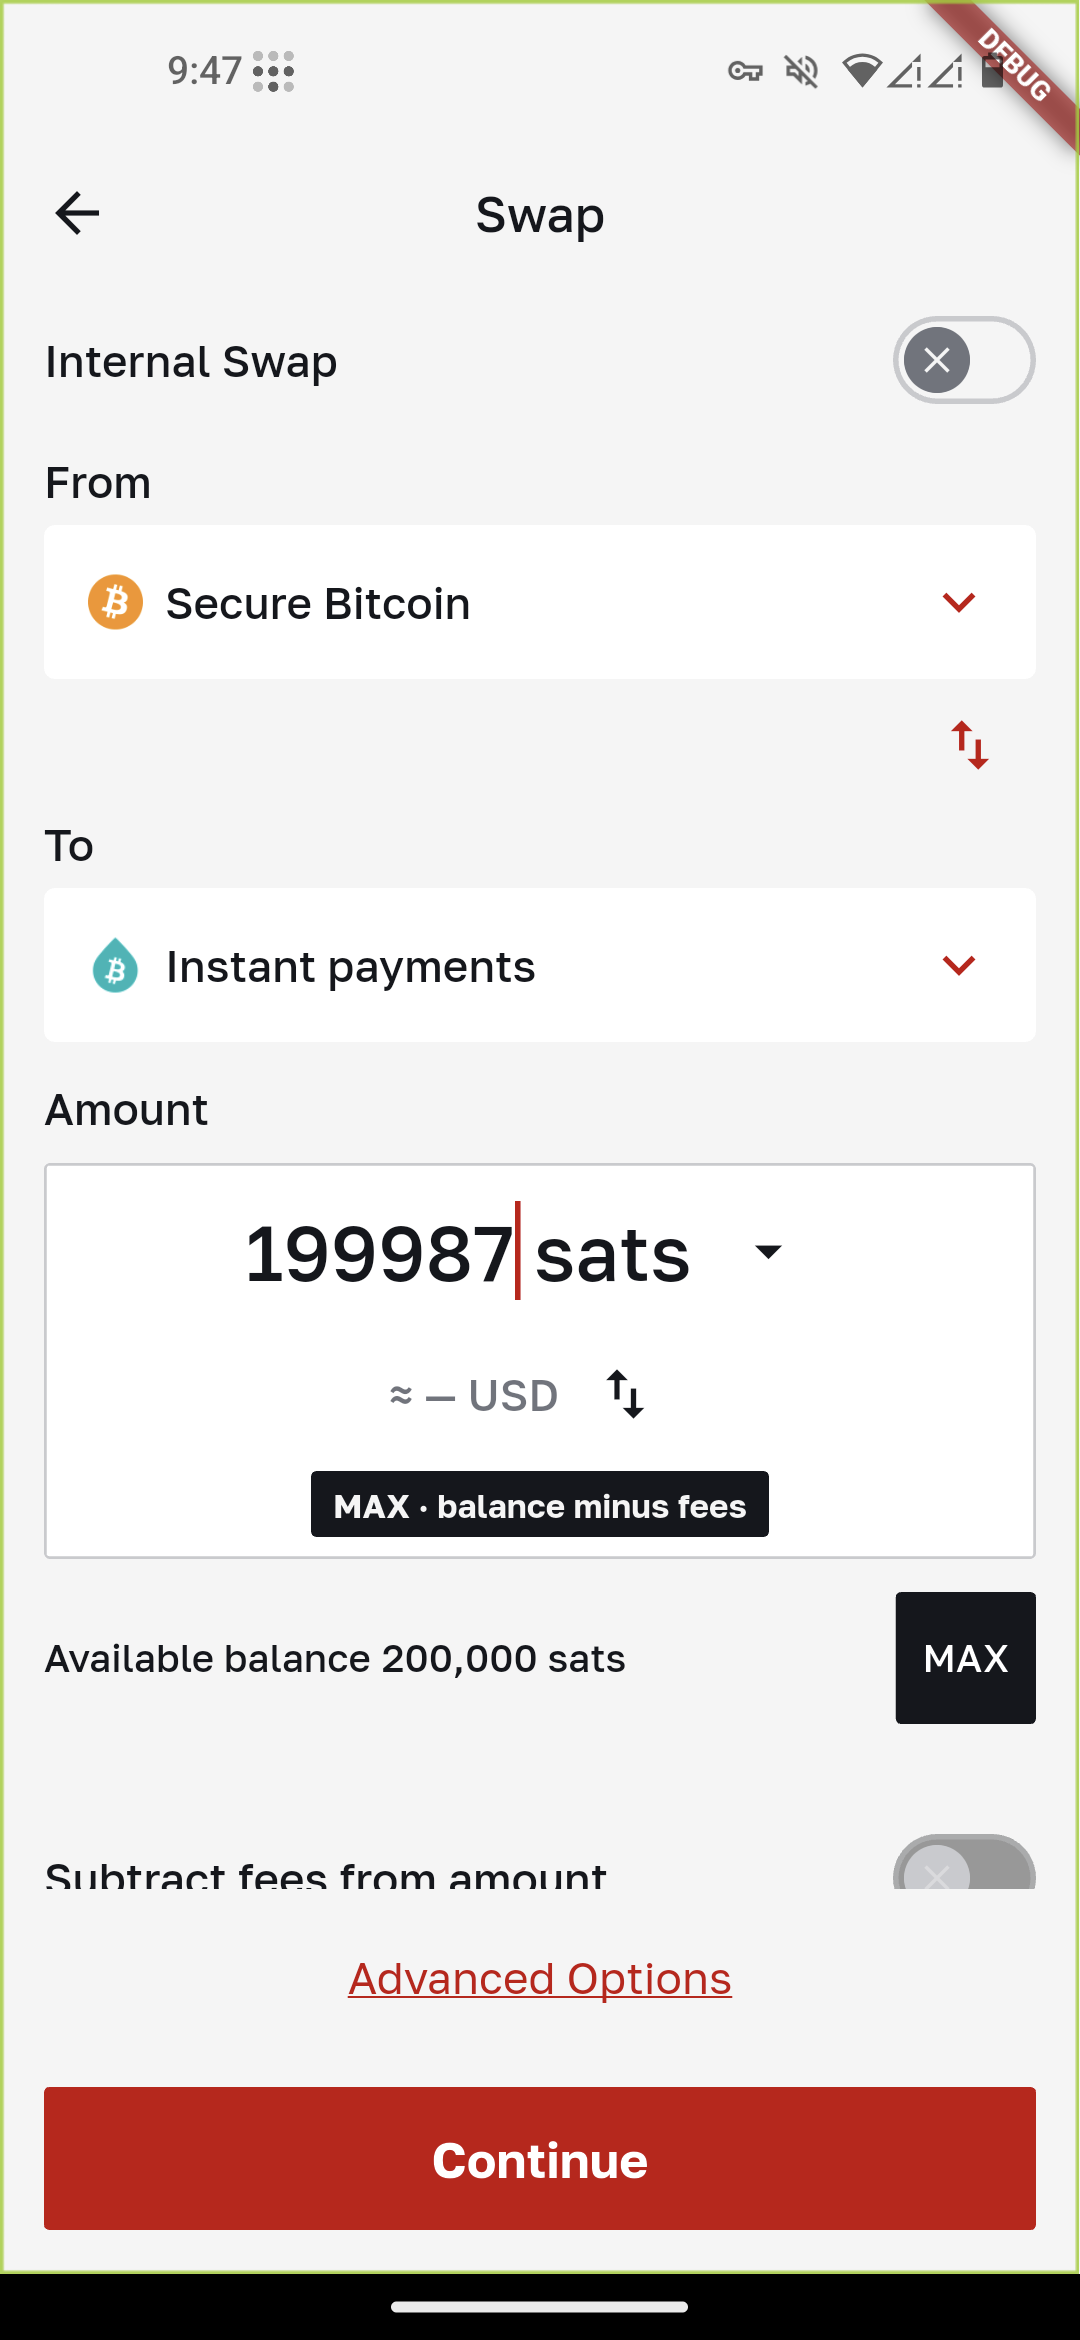 9:47
DEBUG
Swap
Internal Swap
From
Secure Bitcoin
To
Instant payments
Amount
199987 sats
≈ — USD
MAX · balance minus fees
Available balance 200,000 sats
MAX
Subtract fees from amount
Advanced Options
Continue